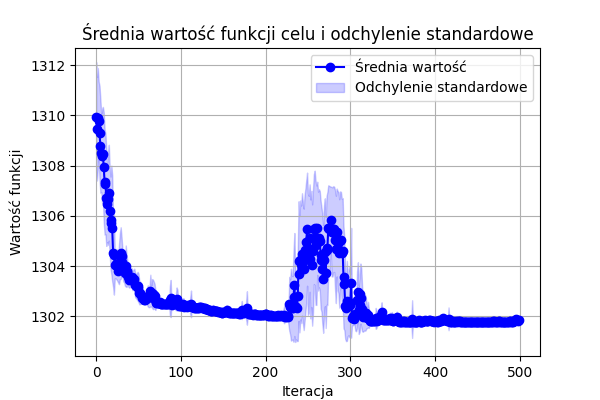 Średnia wartość funkcji celu i odchylenie standardowe
Wartość funkcji
1312
1310
1308
1306
1304
1302
Średnia wartość
Odchylenie standardowe
0
100
200
300
400
500
Iteracja